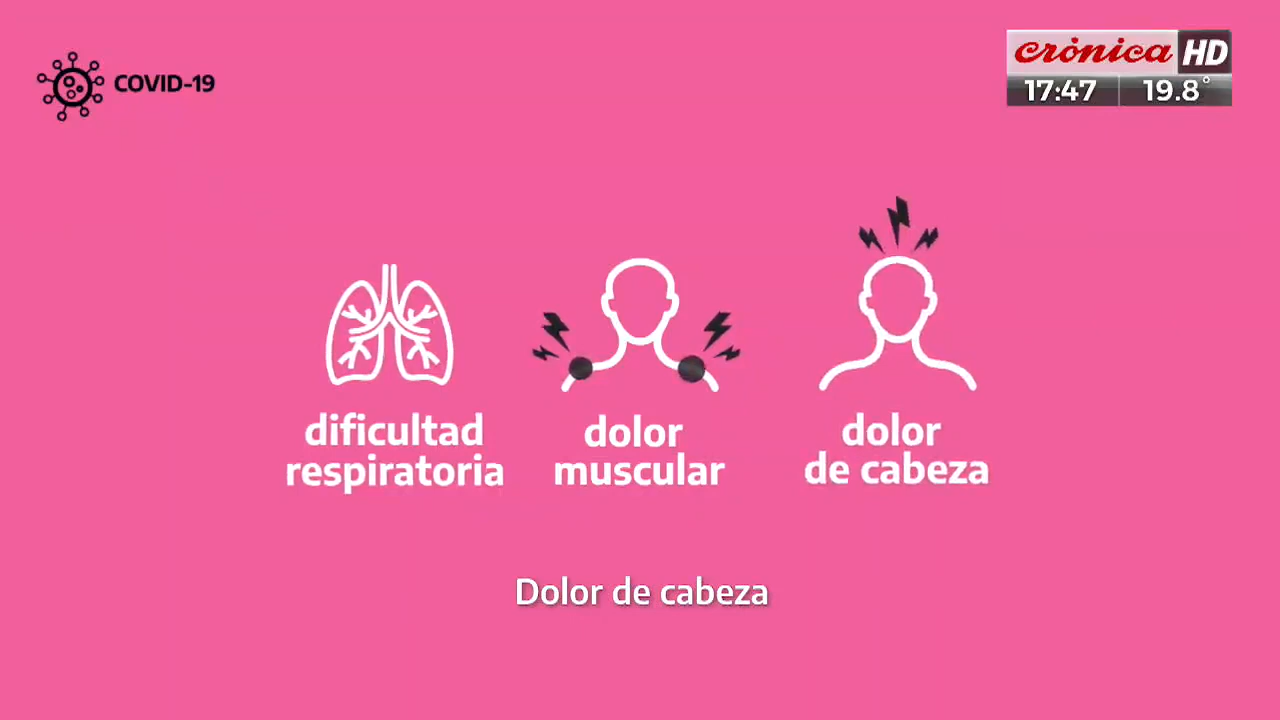 COVID-19
crónica HD
17:47 19.8°
dificultad
respiratoria
dolor
muscular
dolor
de cabeza
Dolor de cabeza